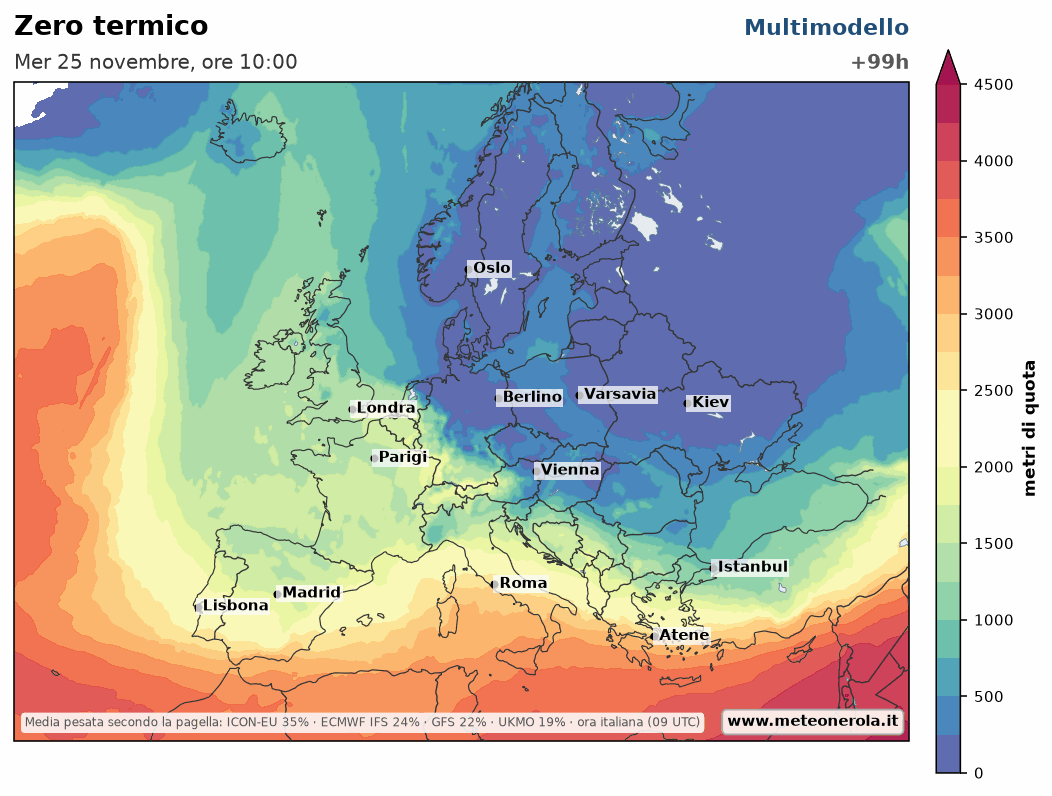 Zero termico
Multimodello
Mer 25 novembre, ore 10:00
+99h
4500
4000
3500
3000
2500
2000
1500
1000
500
0
metri di quota
Oslo
Berlino
Varsavia
Kiev
Londra
Parigi
Vienna
Istanbul
Roma
Madrid
Lisbona
Atene
Media pesata secondo la pagella: ICON-EU 35% · ECMWF IFS 24% · GFS 22% · UKMO 19% · ora italiana (09 UTC)
www.meteonerola.it